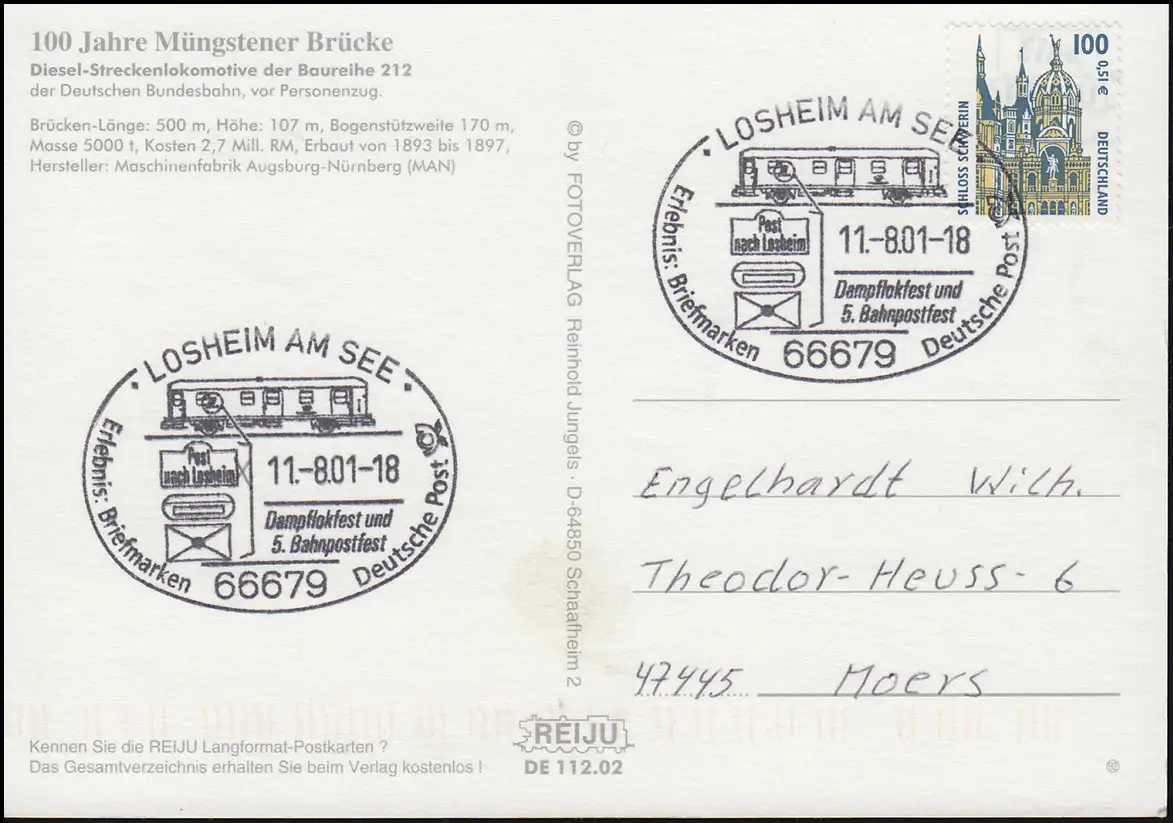 100 Jahre Müngstener Brücke
Diesel-Streckenlokomotive der Baureihe 212
der Deutschen Bundesbahn, vor Personenzug.
Brücken-Länge: 500 m, Höhe: 107 m, Bogenstützweite 170 m,
Masse 5000 t, Kosten 2,7 Mill. RM, Erbaut von 1893 bis 1897,
Hersteller: Maschinenfabrik Augsburg-Nürnberg (MAN)
© by FOTOVERLAG Reinhold Jungels · D-64850 Schaafheim 2
100
0,51 €
SCHLOSS SCHWERIN
DEUTSCHLAND
LOSHEIM AM SEE
Post
nach Losheim
11.-8.01-18
Dampflokfest und
5. Bahnpostfest
66679
Erlebnis: Briefmarken
Deutsche Post
LOSHEIM AM SEE
Post
nach Losheim
11.-8.01-18
Dampflokfest und
5. Bahnpostfest
66679
Erlebnis: Briefmarken
Deutsche Post
Engelhardt Wilh.
Theodor-Heuss-6
47445 Moers
Kennen Sie die REIJU Langformat-Postkarten ?
Das Gesamtverzeichnis erhalten Sie beim Verlag kostenlos !
REIJU
DE 112.02